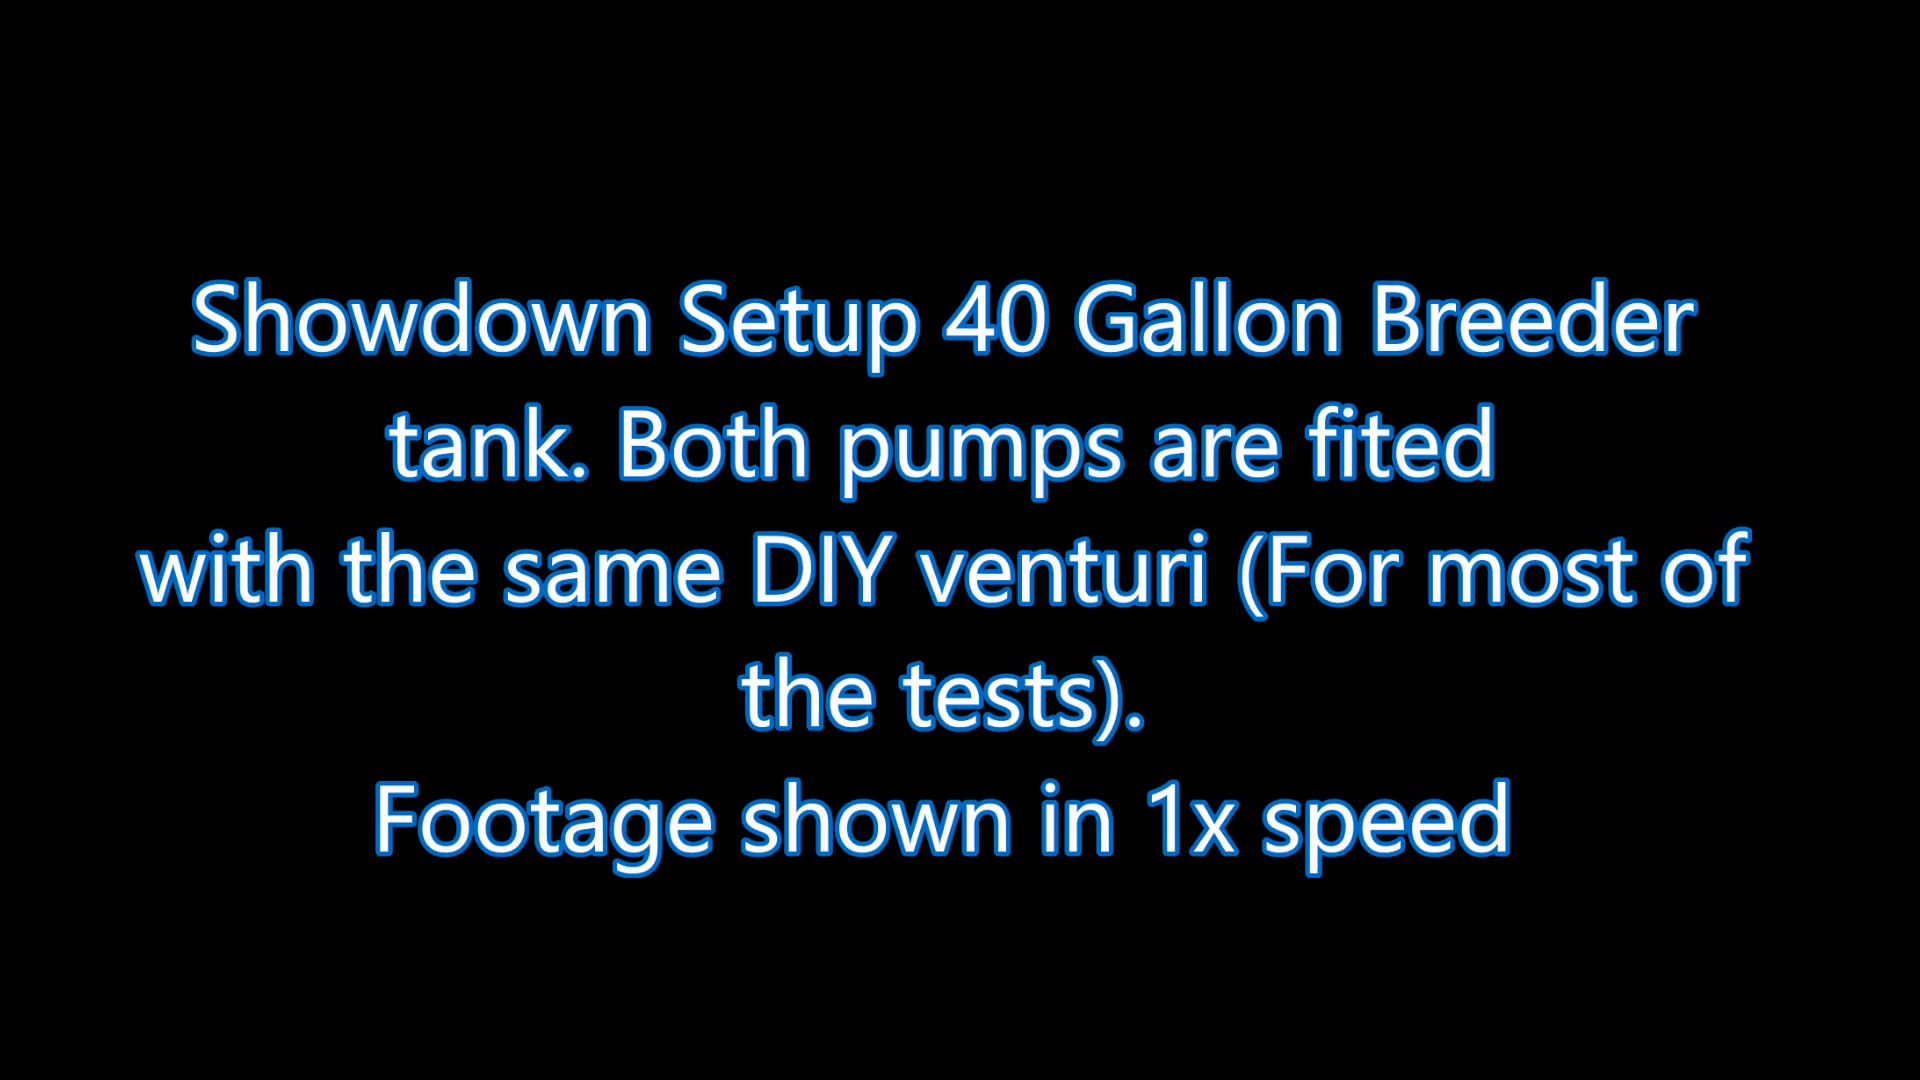 Showdown Setup 40 Gallon Breeder
tank. Both pumps are fited
with the same DIY venturi (For most of
the tests).
Footage shown in 1x speed